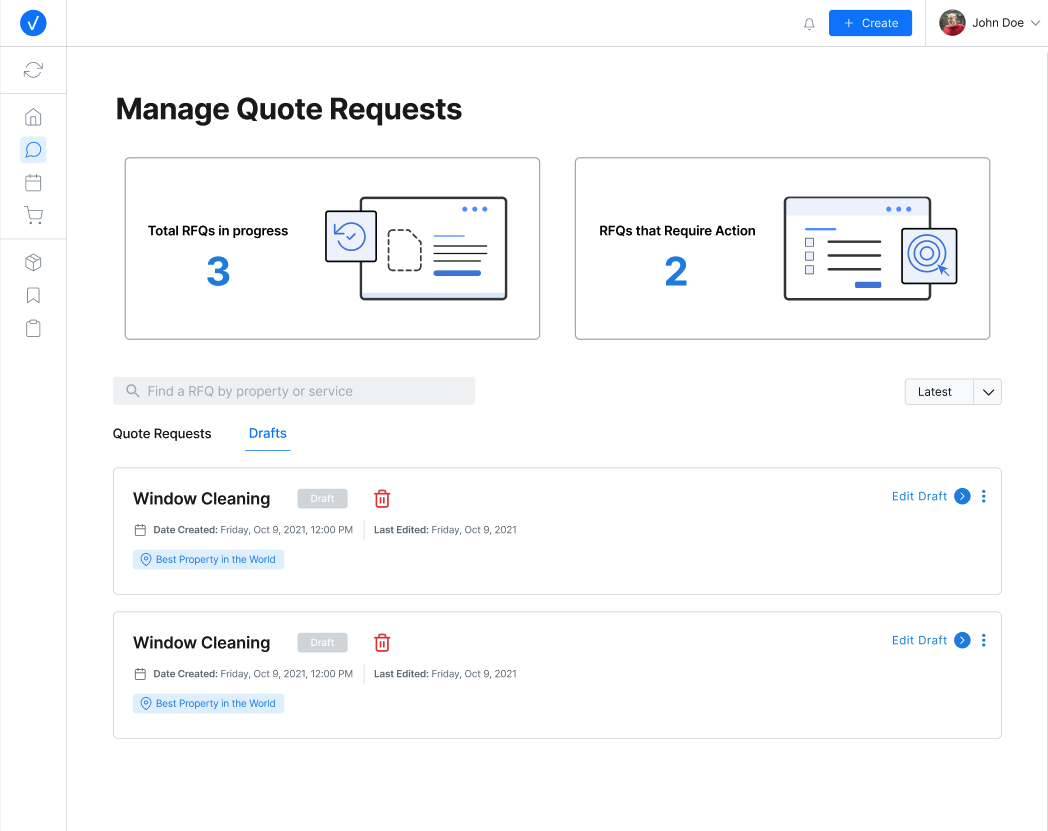 + Create
John Doe
Manage Quote Requests
Total RFQs in progress
3
RFQs that Require Action
2
Find a RFQ by property or service
Latest
Quote Requests
Drafts
Window Cleaning
Draft
Edit Draft
Date Created: Friday, Oct 9, 2021, 12:00 PM
Last Edited: Friday, Oct 9, 2021
Best Property in the World
Window Cleaning
Draft
Edit Draft
Date Created: Friday, Oct 9, 2021, 12:00 PM
Last Edited: Friday, Oct 9, 2021
Best Property in the World